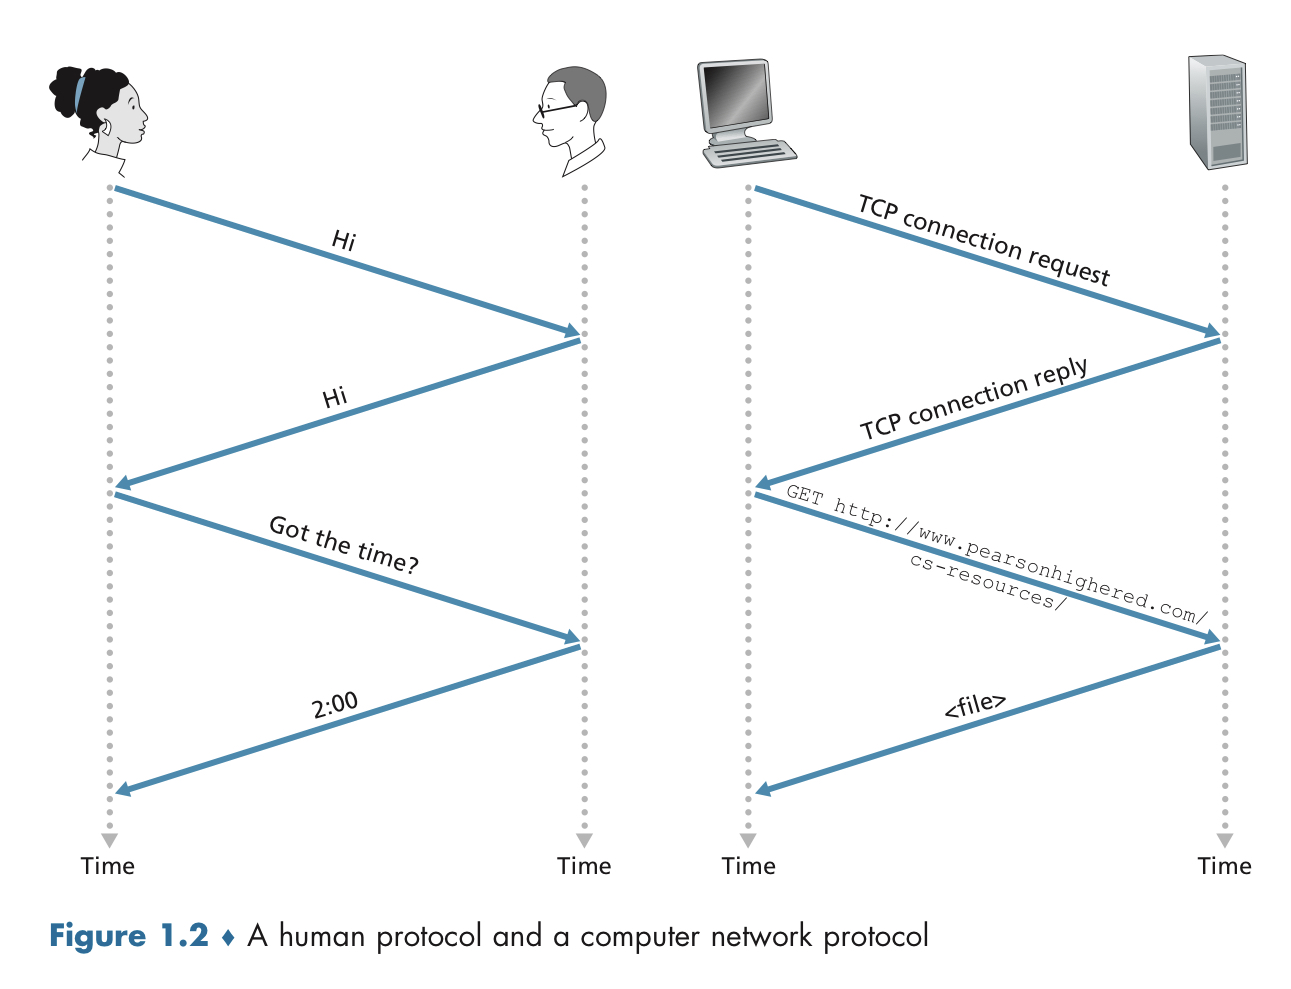 Hi
Hi
Got the time?
2:00
Time
Time
TCP connection request
TCP connection reply
GET http://www.pearsonhighered.com/
cs-resources/
<file>
Time
Time
Figure 1.2 ♦ A human protocol and a computer network protocol